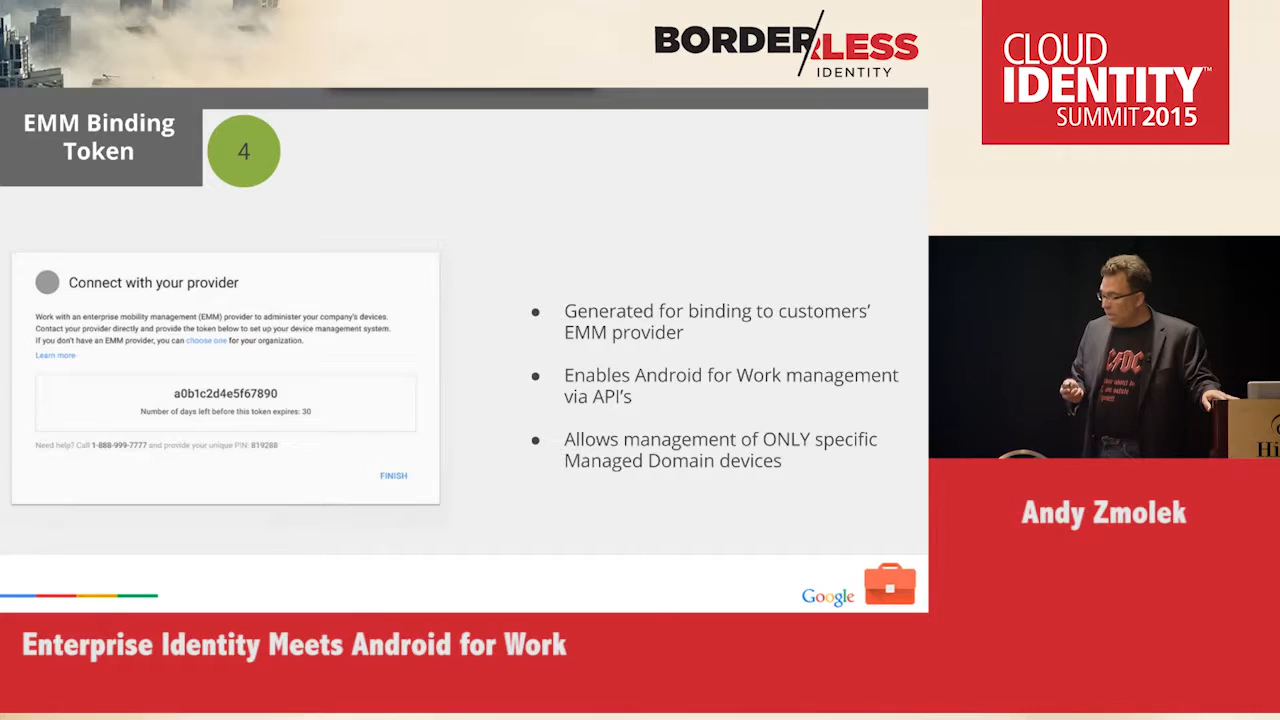 BORDERLESS
IDENTITY
CLOUD
IDENTITY™
SUMMIT 2015
EMM Binding
Token
4
Connect with your provider
Work with an enterprise mobility management (EMM) provider to administer your company's devices.
Contact your provider directly and provide the token below to set up your device management system.
If you don't have an EMM provider, you can choose one for your organization.
Learn more
a0b1c2d4e5f67890
Number of days left before this token expires: 30
Need help? Call 1-888-999-7777 and provide your unique PIN: 819288
FINISH
● Generated for binding to customers'
EMM provider
● Enables Android for Work management
via API's
● Allows management of ONLY specific
Managed Domain devices
Google
AC/DC
Hi
Andy Zmolek
Enterprise Identity Meets Android for Work